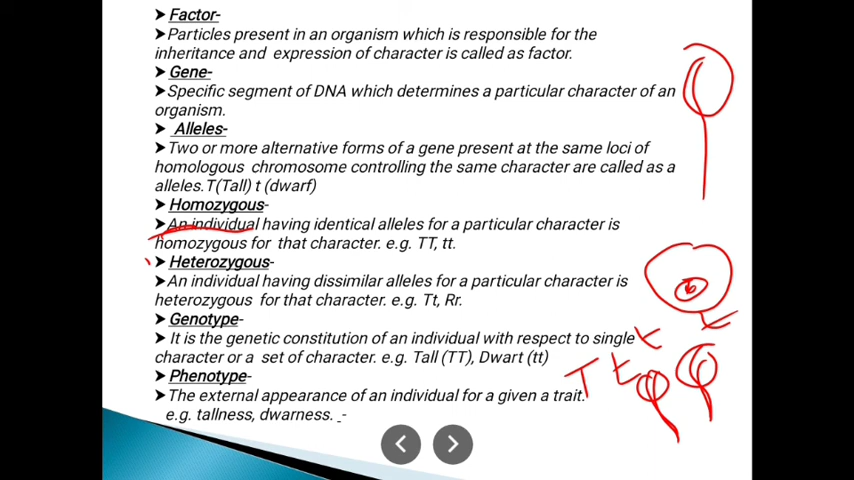 ➤ Factor-
➤Particles present in an organism which is responsible for the
inheritance and expression of character is called as factor.
➤ Gene-
➤Specific segment of DNA which determines a particular character of an
organism.
➤ Alleles-
➤Two or more alternative forms of a gene present at the same loci of
homologous chromosome controlling the same character are called as a
alleles.T(Tall) t (dwarf)
➤ Homozygous-
➤An individual having identical alleles for a particular character is
homozygous for that character. e.g. TT, tt.
➤ Heterozygous-
➤An individual having dissimilar alleles for a particular character is
heterozygous for that character. e.g. Tt, Rr.
➤ Genotype-
➤ It is the genetic constitution of an individual with respect to single
character or a set of character. e.g. Tall (TT), Dwart (tt)
➤ Phenotype-
➤The external appearance of an individual for a given a trait.
e.g. tallness, dwarness. _-
t
t
T t